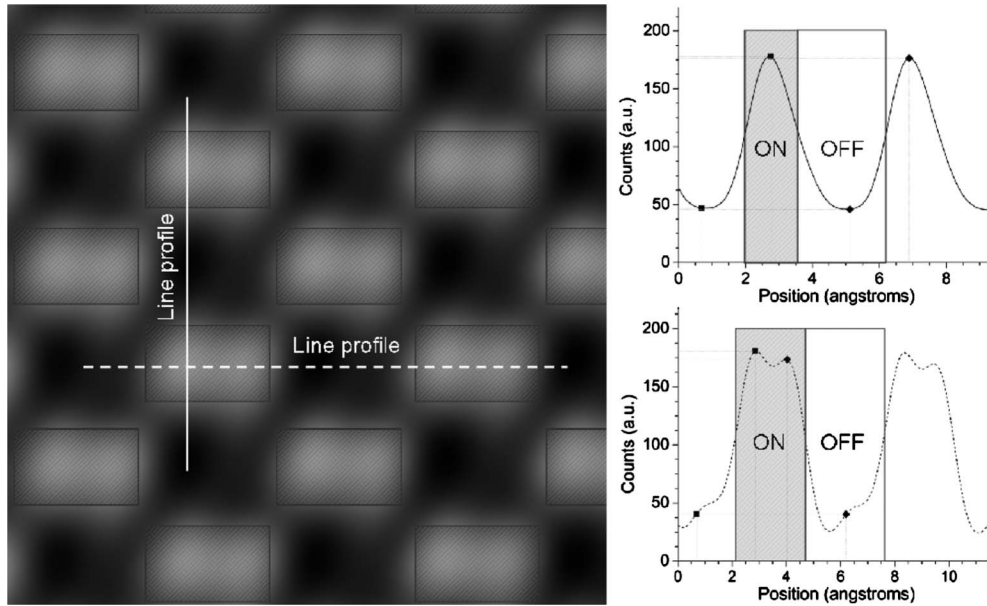 Line profile
Line profile
200
150
100
50
0
Counts (a.u.)
ON
OFF
0 2 4 6 8
Position (angstroms)
200
150
100
50
0
Counts (a.u.)
ON
OFF
0 2 4 6 8 10
Position (angstroms)